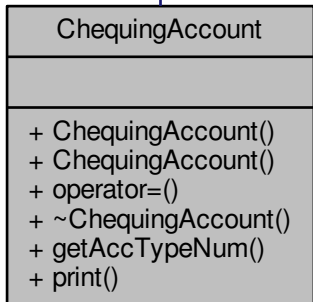 ChequingAccount
+ ChequingAccount()
+ ChequingAccount()
+ operator=()
+ ~ChequingAccount()
+ getAccTypeNum()
+ print()